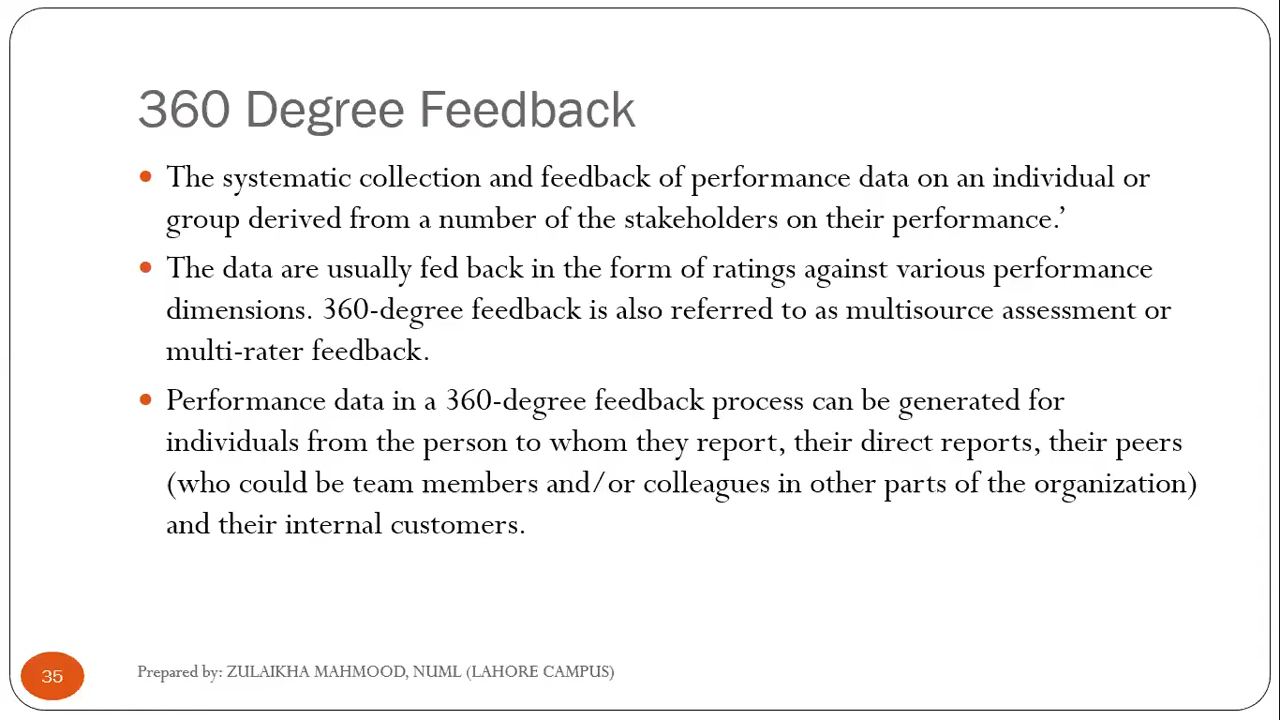 360 Degree Feedback
• The systematic collection and feedback of performance data on an individual or
group derived from a number of the stakeholders on their performance.’
• The data are usually fed back in the form of ratings against various performance
dimensions. 360-degree feedback is also referred to as multisource assessment or
multi-rater feedback.
• Performance data in a 360-degree feedback process can be generated for
individuals from the person to whom they report, their direct reports, their peers
(who could be team members and/or colleagues in other parts of the organization)
and their internal customers.
35
Prepared by: ZULAIKHA MAHMOOD, NUML (LAHORE CAMPUS)